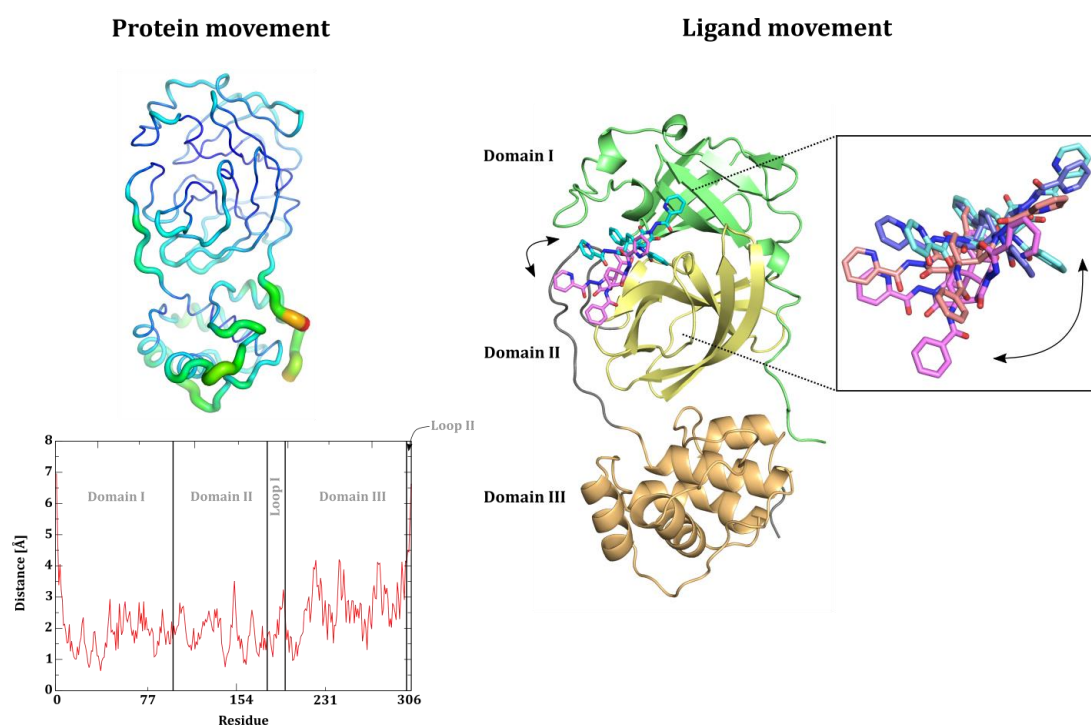 Protein movement
Ligand movement
Domain I
Domain II
Domain III
Loop II
8
7
6
5
4
3
2
1
0
Distance [Å]
Domain I
Domain II
Loop I
Domain III
0
77
154
231
306
Residue